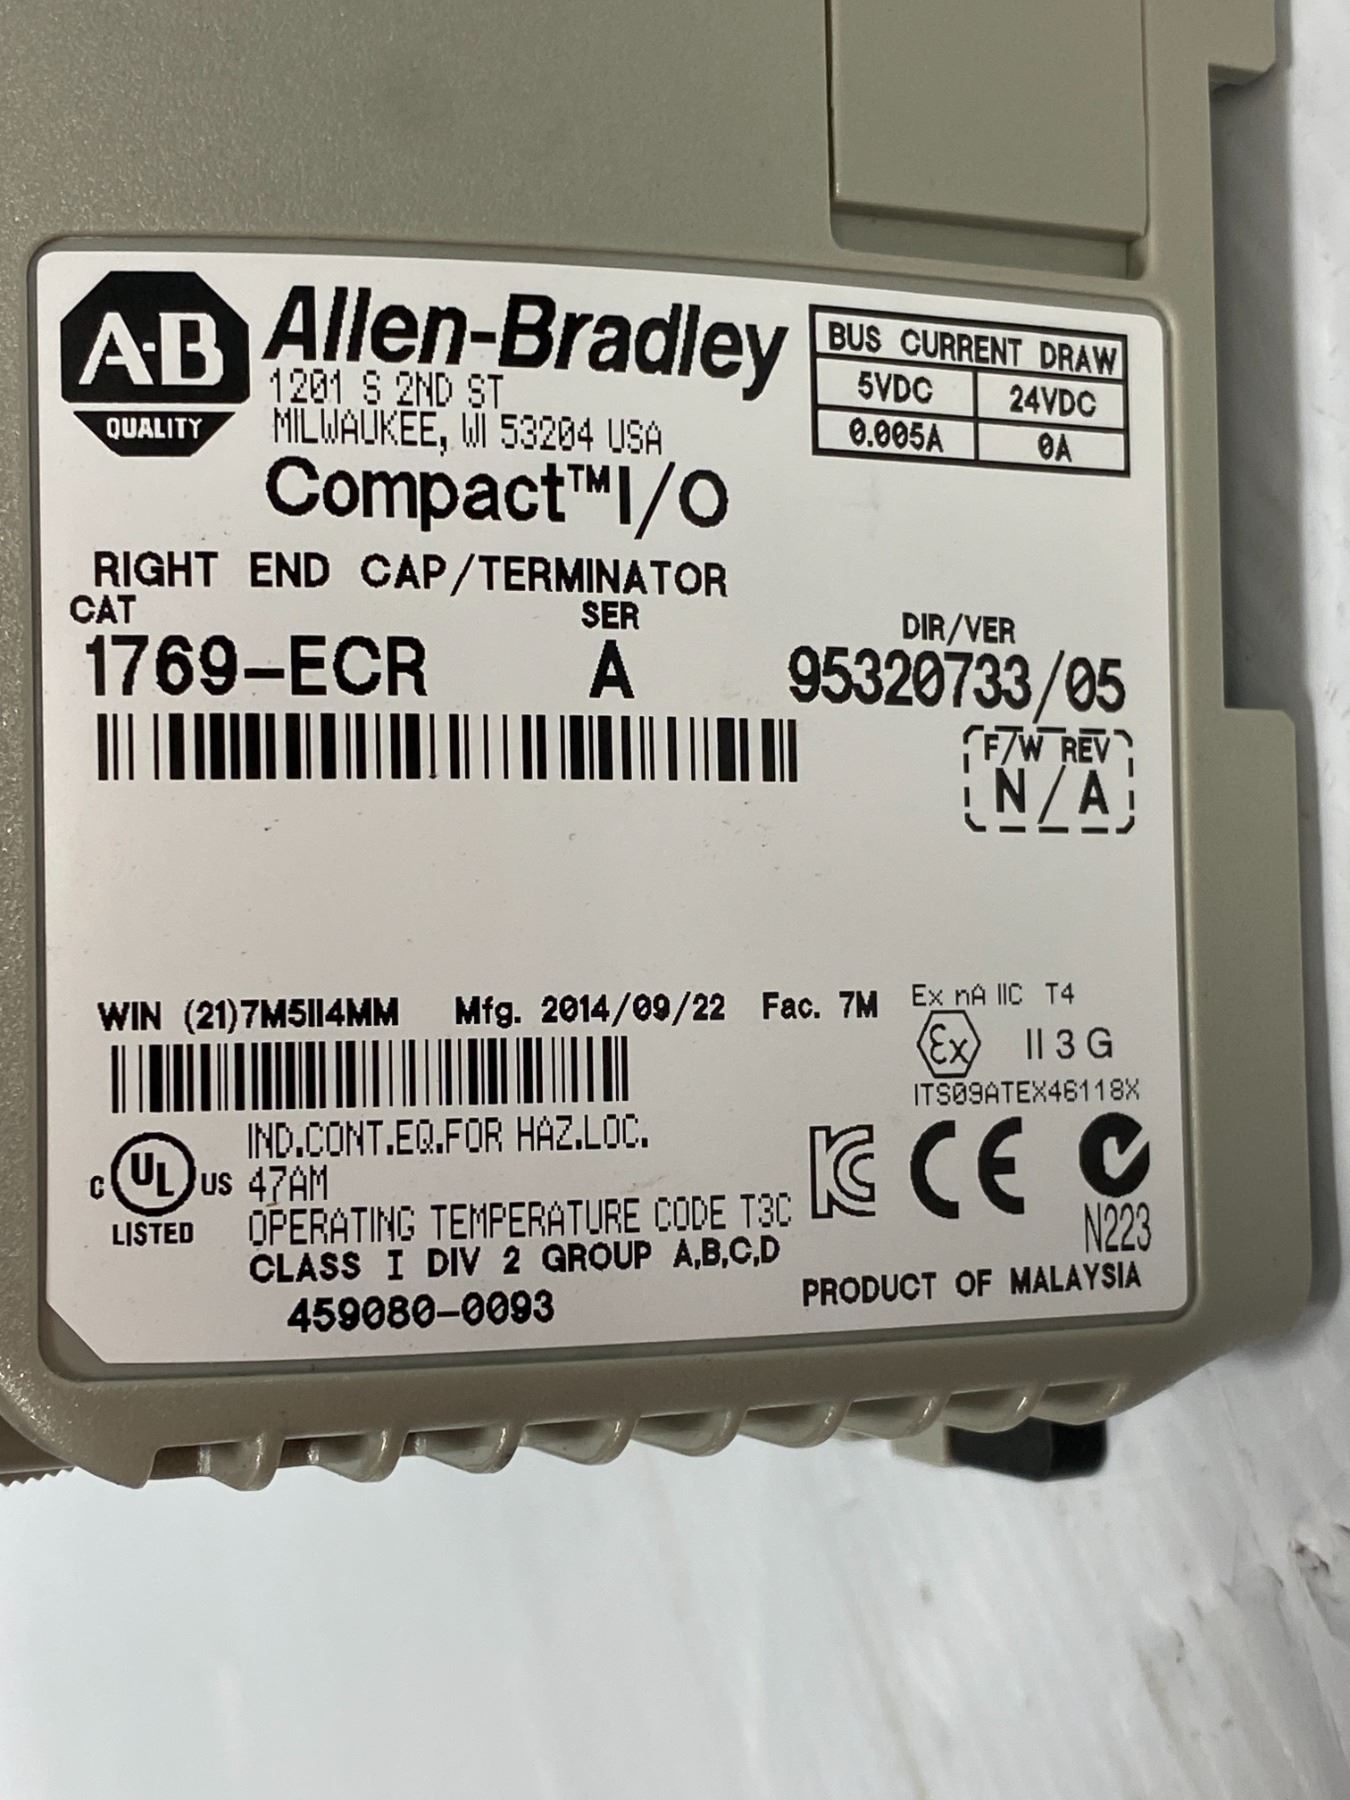 A-B
QUALITY
Allen-Bradley
1201 S 2ND ST
MILWAUKEE, WI 53204 USA
Compact™I/O
BUS CURRENT DRAW
5VDC 24VDC
0.005A 0A
RIGHT END CAP/TERMINATOR
CAT SER DIR/VER
1769-ECR A 95320733/05
F/W REV
N/A
WIN (21)7M5II4MM Mfg. 2014/09/22 Fac. 7M
Ex nA IIC T4
Ex II 3 G
ITS09ATEX46118X
C UL US
LISTED
IND.CONT.EQ.FOR HAZ.LOC.
47AM
OPERATING TEMPERATURE CODE T3C
CLASS I DIV 2 GROUP A,B,C,D
459080-0093
KC CE
N223
PRODUCT OF MALAYSIA